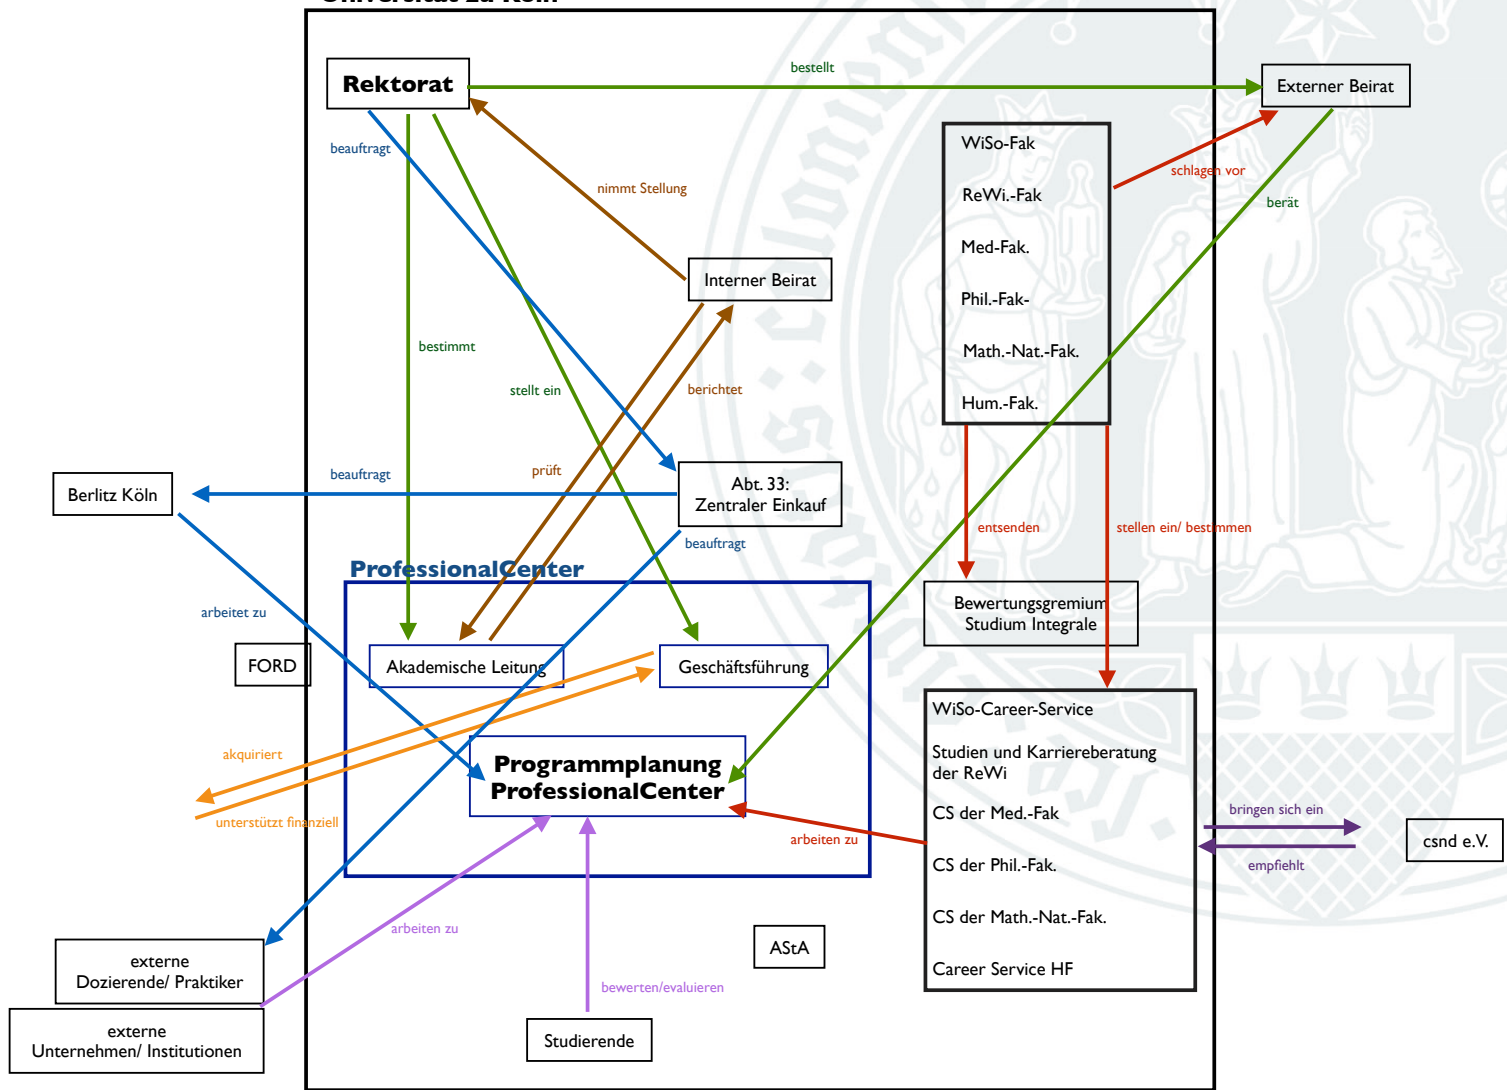 Universität zu Köln
bestellt
Rektorat
Externer Beirat
beauftragt
WiSo-Fak
schlagen vor
nimmt Stellung
ReWi.-Fak
berät
Med-Fak.
Interner Beirat
Phil.-Fak-
bestimmt
Math.-Nat.-Fak.
stellt ein
berichtet
Hum.-Fak.
beauftragt
prüft
Berlitz Köln
Abt. 33:
Zentraler Einkauf
entsenden
stellen ein/ bestimmen
beauftragt
ProfessionalCenter
arbeitet zu
Bewertungsgremium
Studium Integrale
FORD
Akademische Leitung
Geschäftsführung
WiSo-Career-Service
akquiriert
Studien und Karriereberatung
der ReWi
Programmplanung
ProfessionalCenter
unterstützt finanziell
CS der Med.-Fak
bringen sich ein
arbeiten zu
csnd e.V.
CS der Phil.-Fak.
empfiehlt
CS der Math.-Nat.-Fak.
arbeiten zu
AStA
externe
Dozierende/ Praktiker
Career Service HF
bewerten/evaluieren
externe
Unternehmen/ Institutionen
Studierende